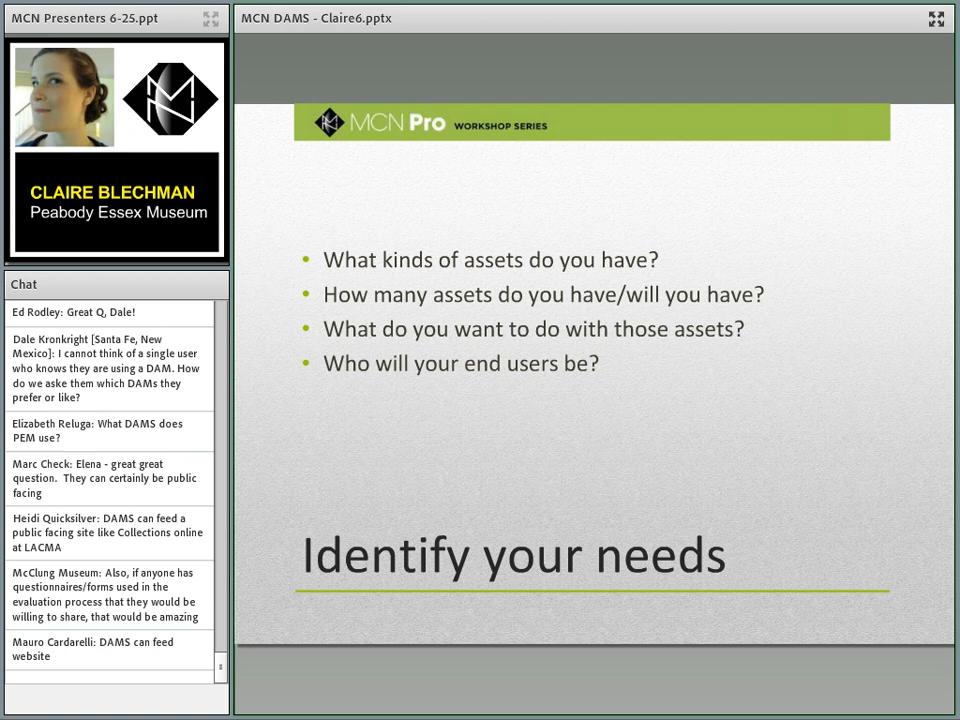 MCN Presenters 6-25.ppt
CLAIRE BLECHMAN
Peabody Essex Museum
Chat
Ed Rodley: Great Q, Dale!
Dale Kronkright [Santa Fe, New
Mexico]: I cannot think of a single user
who knows they are using a DAM. How
do we aske them which DAMs they
prefer or like?
Elizabeth Reluga: What DAMS does
PEM use?
Marc Check: Elena - great great
question.  They can certainly be public
facing
Heidi Quicksilver: DAMS can feed a
public facing site like Collections online
at LACMA
McClung Museum: Also, if anyone has
questionnaires/forms used in the
evaluation process that they would be
willing to share, that would be amazing
Mauro Cardarelli: DAMS can feed
website
MCN DAMS - Claire6.pptx
MCN Pro WORKSHOP SERIES
• What kinds of assets do you have?
• How many assets do you have/will you have?
• What do you want to do with those assets?
• Who will your end users be?
Identify your needs